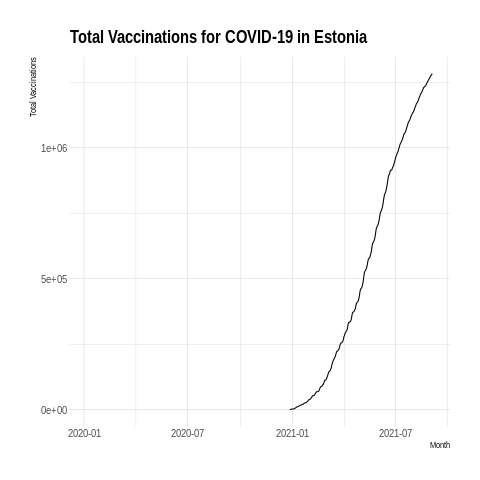 Total Vaccinations for COVID-19 in Estonia
Total Vaccinations
1e+06
5e+05
0e+00
2020-01 2020-07 2021-01 2021-07
Month